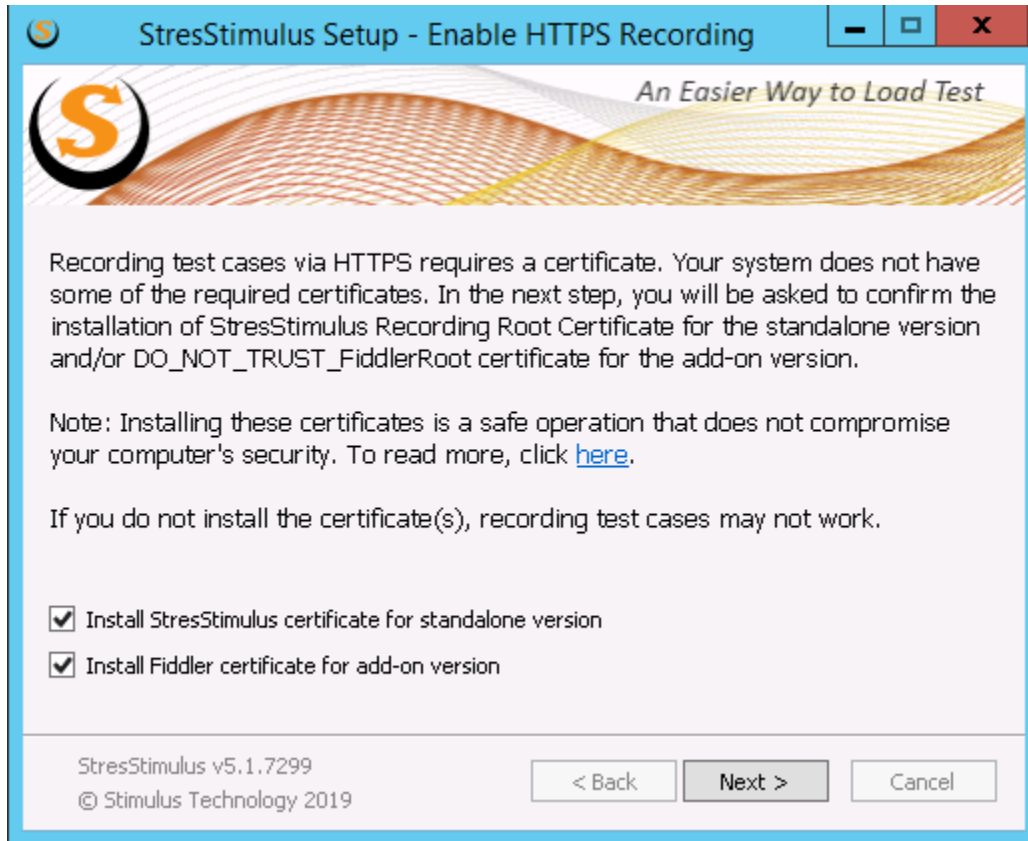 StresStimulus Setup - Enable HTTPS Recording
An Easier Way to Load Test
Recording test cases via HTTPS requires a certificate. Your system does not have
some of the required certificates. In the next step, you will be asked to confirm the
installation of StresStimulus Recording Root Certificate for the standalone version
and/or DO_NOT_TRUST_FiddlerRoot certificate for the add-on version.
Note: Installing these certificates is a safe operation that does not compromise
your computer's security. To read more, click here.
If you do not install the certificate(s), recording test cases may not work.
Install StresStimulus certificate for standalone version
Install Fiddler certificate for add-on version
StresStimulus v5.1.7299
© Stimulus Technology 2019
< Back Next > Cancel